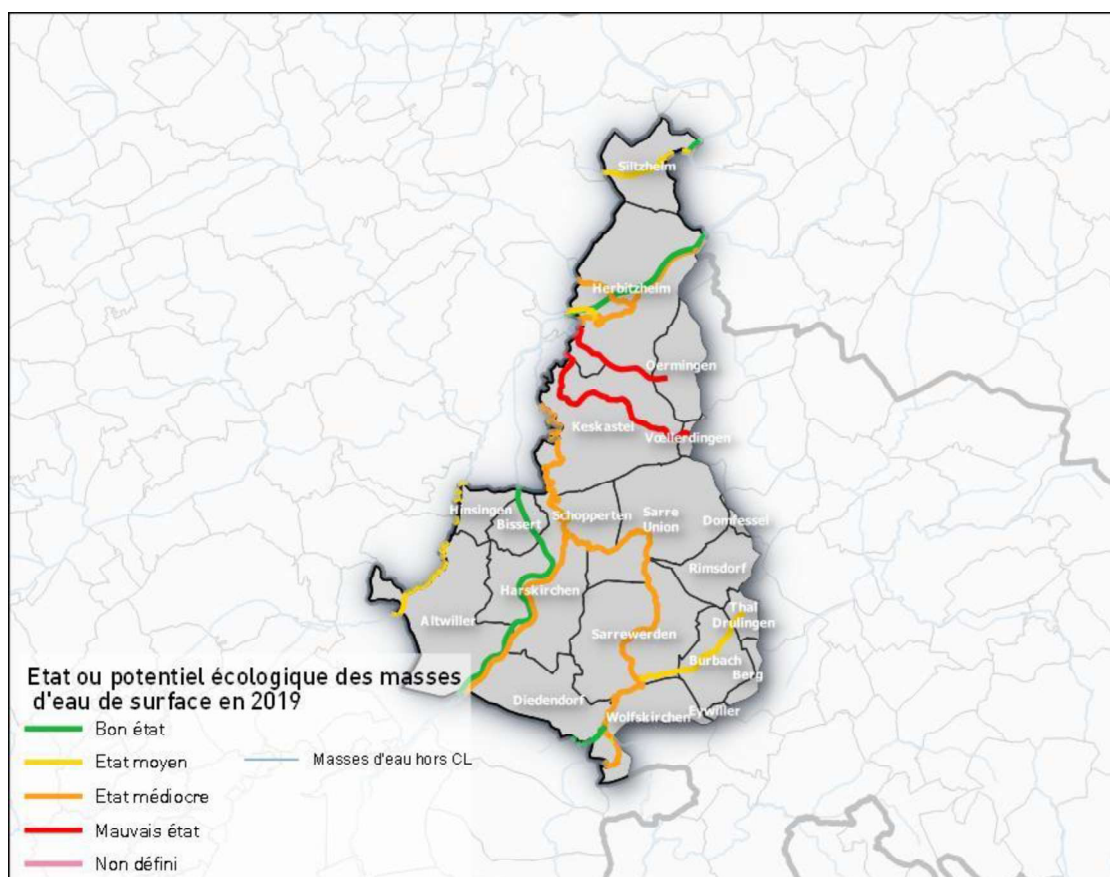 Siltzheim
Herbitzheim
Oermingen
Keskastel
Vœllerdingen
Hinsingen
Bissert
Schopperten
Sarre
Union
Domfessel
Rimsdorf
Harskirchen
Altwiller
Thal
Drulingen
Sarrewerden
Burbach
Berg
Diedendorf
Wolfskirchen
Eywiller
Etat ou potentiel écologique des masses
d'eau de surface en 2019
Bon état
Etat moyen
Masses d'eau hors CL
Etat médiocre
Mauvais état
Non défini